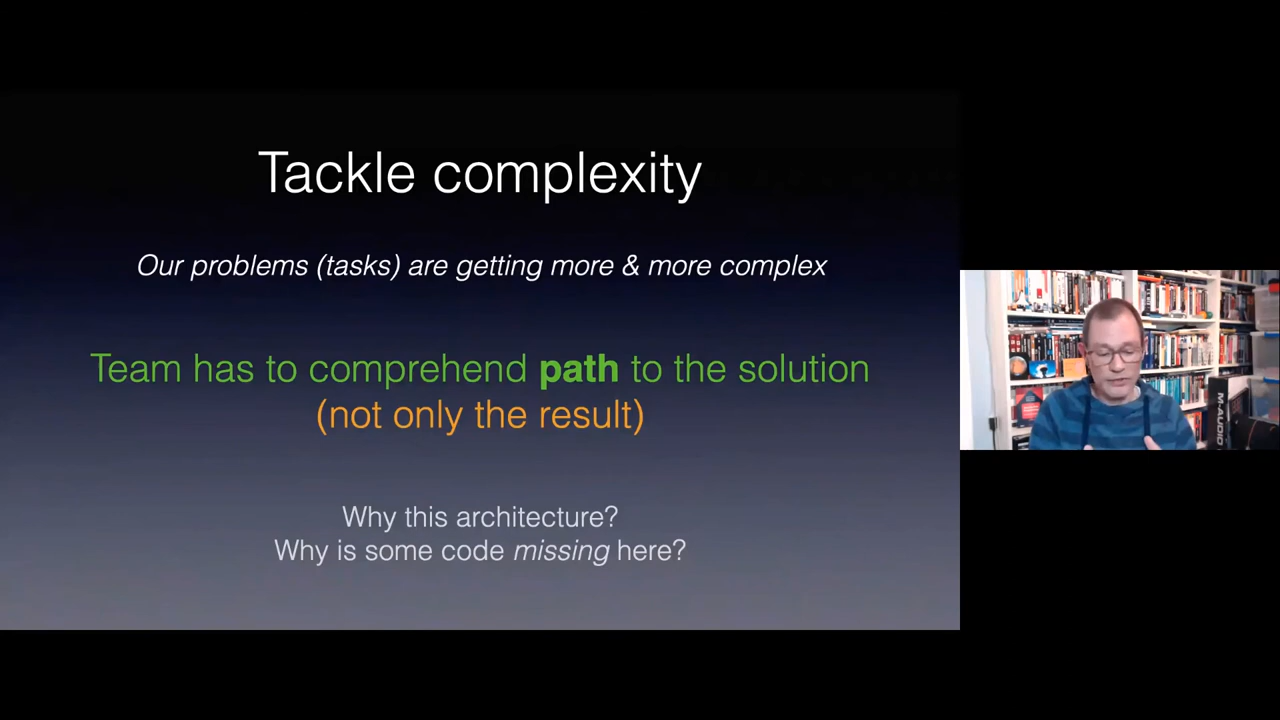 Tackle complexity
Our problems (tasks) are getting more & more complex
Team has to comprehend path to the solution
(not only the result)
Why this architecture?
Why is some code missing here?
M-AUDIO